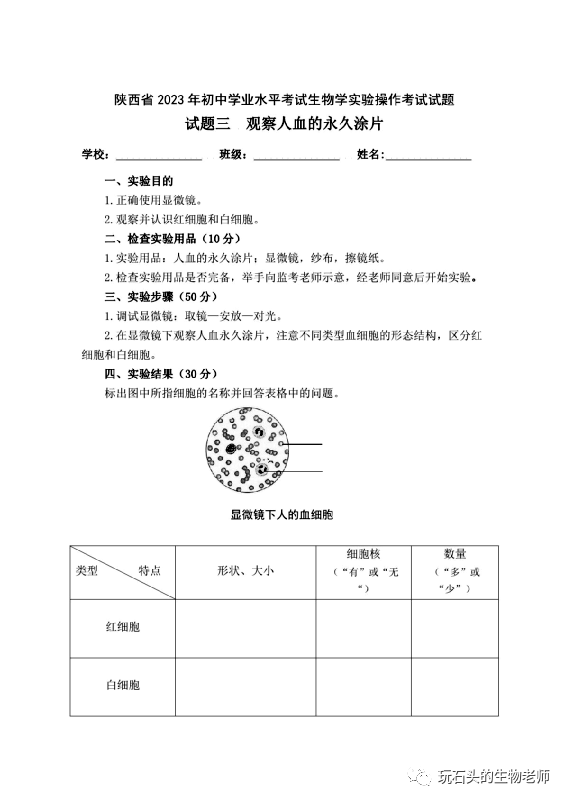 陕西省 2023 年初中学业水平考试生物学实验操作考试试题
试题三 观察人血的永久涂片
学校：______________ 班级：______________ 姓名:______________
一、实验目的
1.正确使用显微镜。
2.观察并认识红细胞和白细胞。
二、检查实验用品（10 分）
1.实验用品：人血的永久涂片；显微镜，纱布，擦镜纸。
2.检查实验用品是否完备，举手向监考老师示意，经老师同意后开始实验。
三、实验步骤（50 分）
1.调试显微镜：取镜—安放—对光。
2.在显微镜下观察人血永久涂片，注意不同类型血细胞的形态结构，区分红
细胞和白细胞。
四、实验结果（30 分）
标出图中所指细胞的名称并回答表格中的问题。
显微镜下人的血细胞
类型 特点
形状、大小
细胞核
（“有”或“无
“）
数量
（“多”或
“少”）
红细胞
白细胞
玩石头的生物老师